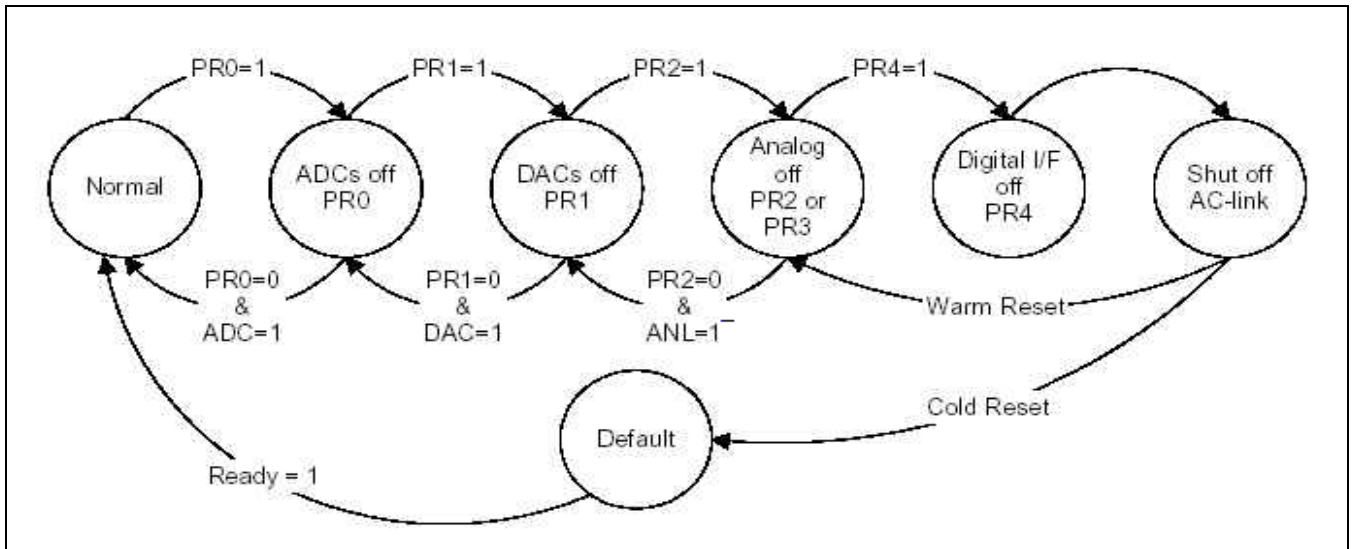 PR0=1
PR1=1
PR2=1
PR4=1
Normal
ADCs off
PR0
DACs off
PR1
Analog
off
PR2 or
PR3
Digital I/F
off
PR4
Shut off
AC-link
PR0=0
&
ADC=1
PR1=0
&
DAC=1
PR2=0
&
ANL=1
Warm Reset
Cold Reset
Default
Ready = 1